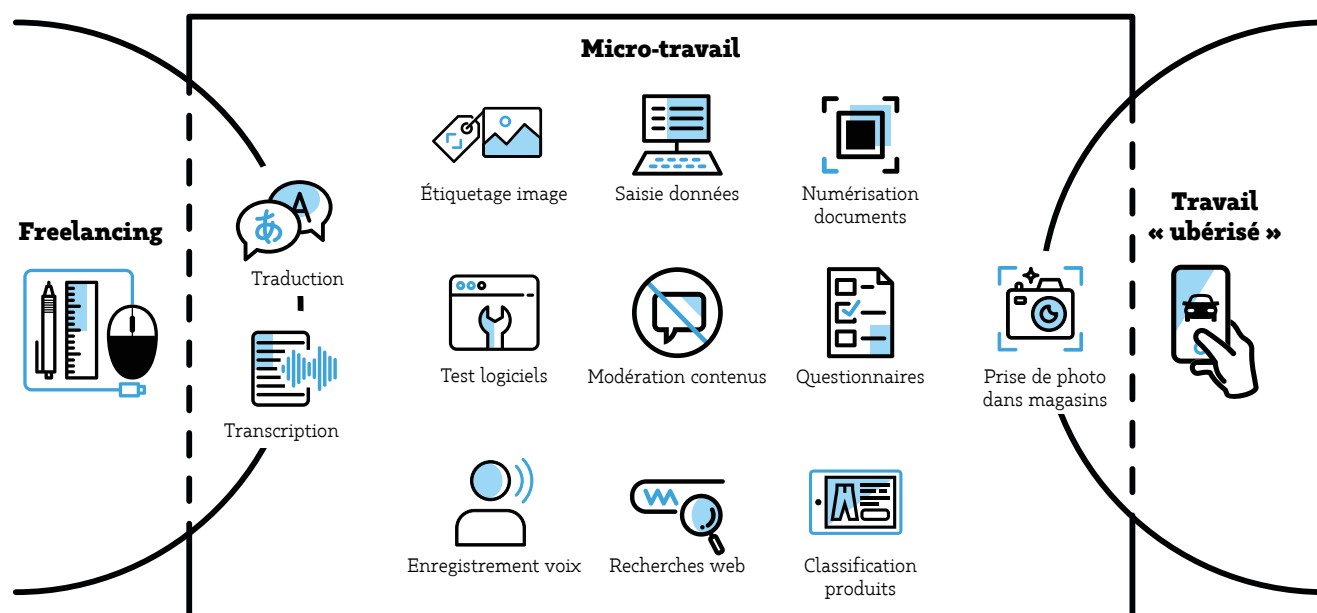 Micro-travail
Étiquetage image
Saisie données
Numérisation
documents
Freelancing
Travail
« ubérisé »
A
あ
Traduction
Test logiciels
Modération contenus
Questionnaires
Prise de photo
dans magasins
Transcription
Enregistrement voix
Recherches web
Classification
produits